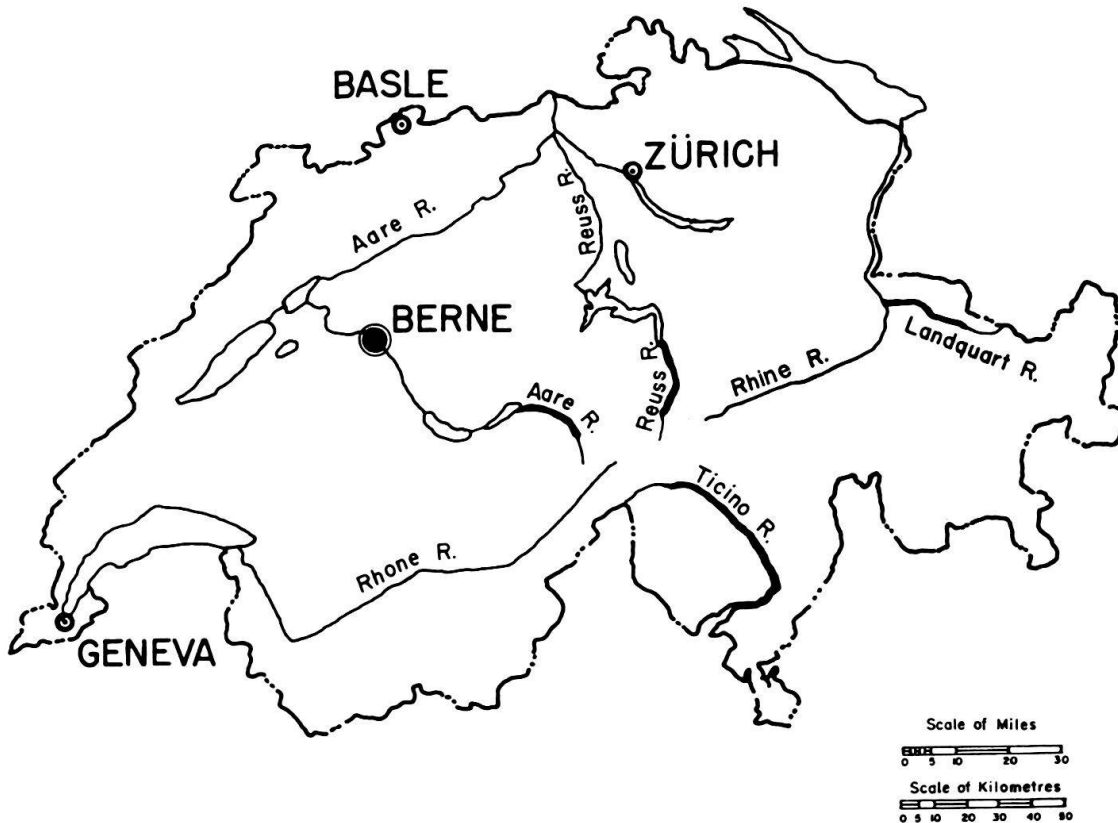 BASLE
ZÜRICH
Aare R.
Reuss R.
BERNE
Landquart R.
Rhine R.
Reuss R.
Aare R.
Ticino R.
Rhone R.
GENEVA
Scale of Miles
0 5 10 20 30
Scale of Kilometres
0 5 10 20 30 40 50